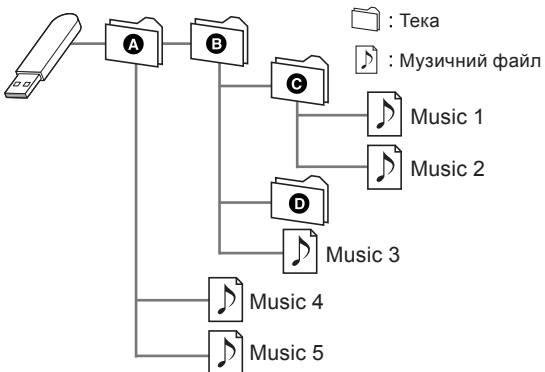 A B : Тека
: Музичний файл
C
Music 1
Music 2
D
Music 3
Music 4
Music 5